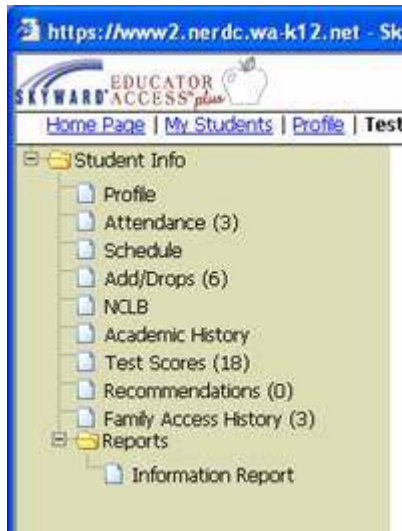 https://www2.nerdc.wa-k12.net - Sk
SKYWARD EDUCATOR
ACCESS plus
Home Page | My Students | Profile | Test
Student Info
Profile
Attendance (3)
Schedule
Add/Drops (6)
NCLB
Academic History
Test Scores (18)
Recommendations (0)
Family Access History (3)
Reports
Information Report